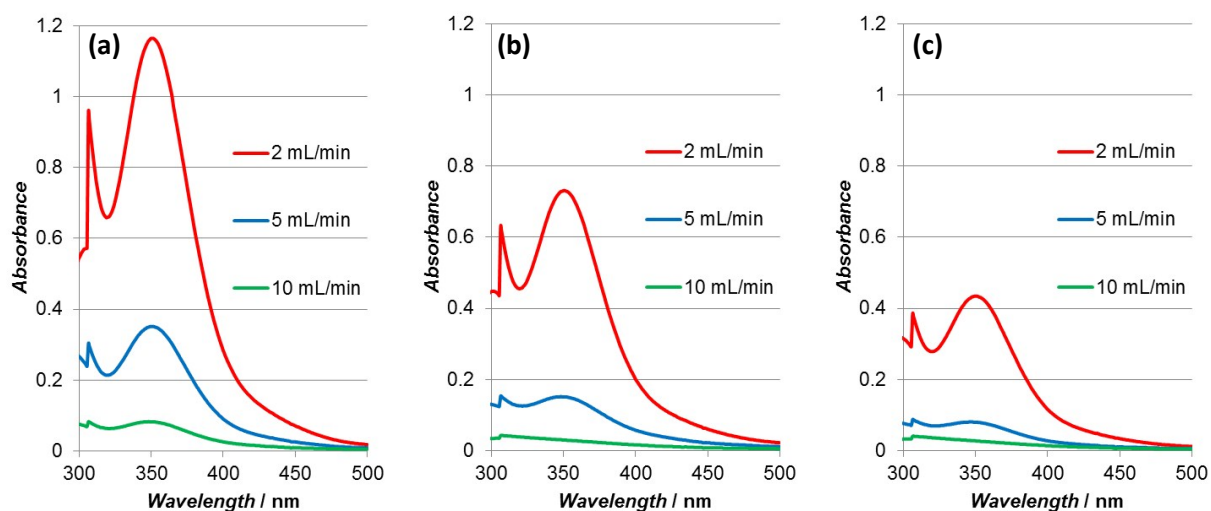 (a)
1.2
1
0.8
0.6
0.4
0.2
0
Absorbance
2 mL/min
5 mL/min
10 mL/min
300 350 400 450 500
Wavelength / nm
(b)
1.2
1
0.8
0.6
0.4
0.2
0
Absorbance
2 mL/min
5 mL/min
10 mL/min
300 350 400 450 500
Wavelength / nm
(c)
1.2
1
0.8
0.6
0.4
0.2
0
Absorbance
2 mL/min
5 mL/min
10 mL/min
300 350 400 450 500
Wavelength / nm